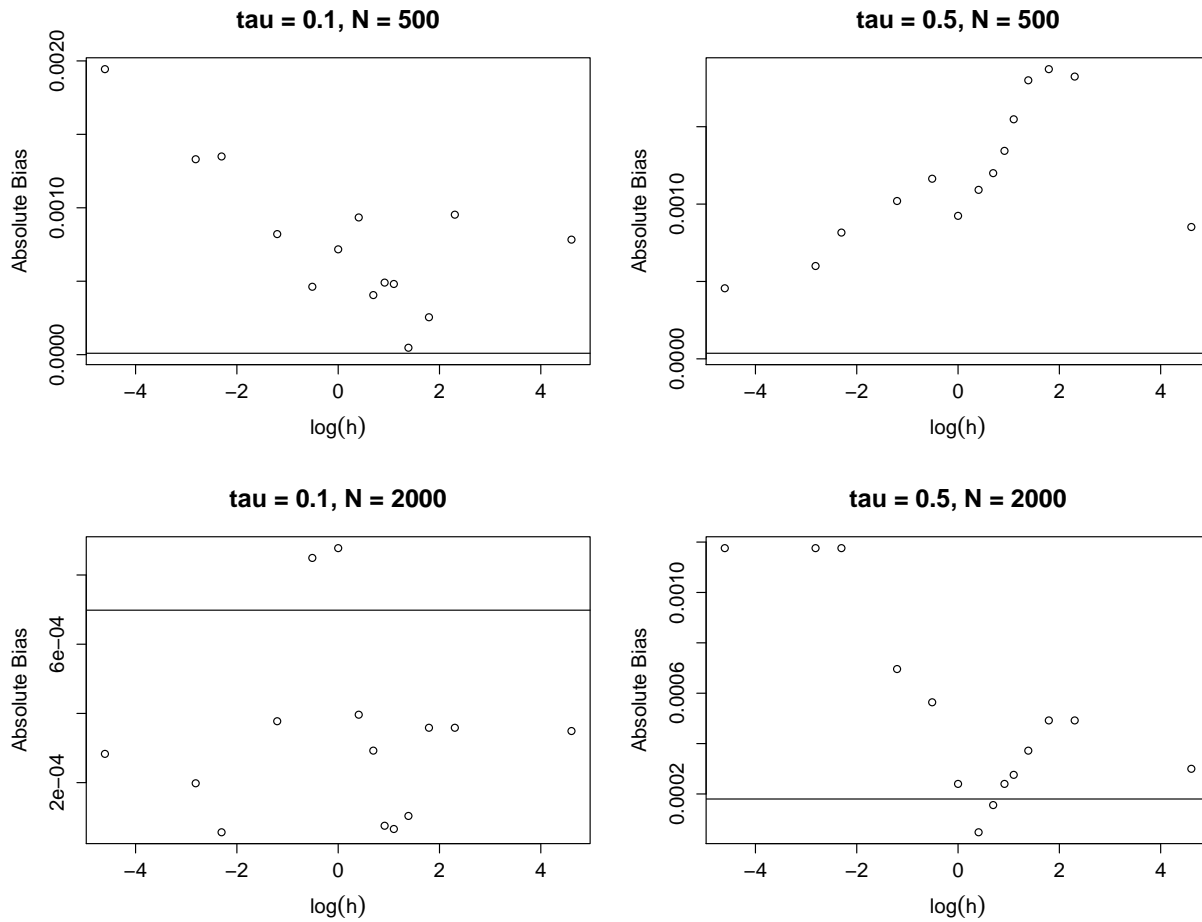 tau = 0.1, N = 500
Absolute Bias
0.0000
0.0010
0.0020
−4
−2
0
2
4
log(h)
tau = 0.5, N = 500
Absolute Bias
0.0000
0.0010
−4
−2
0
2
4
log(h)
tau = 0.1, N = 2000
Absolute Bias
2e−04
6e−04
−4
−2
0
2
4
log(h)
tau = 0.5, N = 2000
Absolute Bias
0.0002
0.0006
0.0010
−4
−2
0
2
4
log(h)